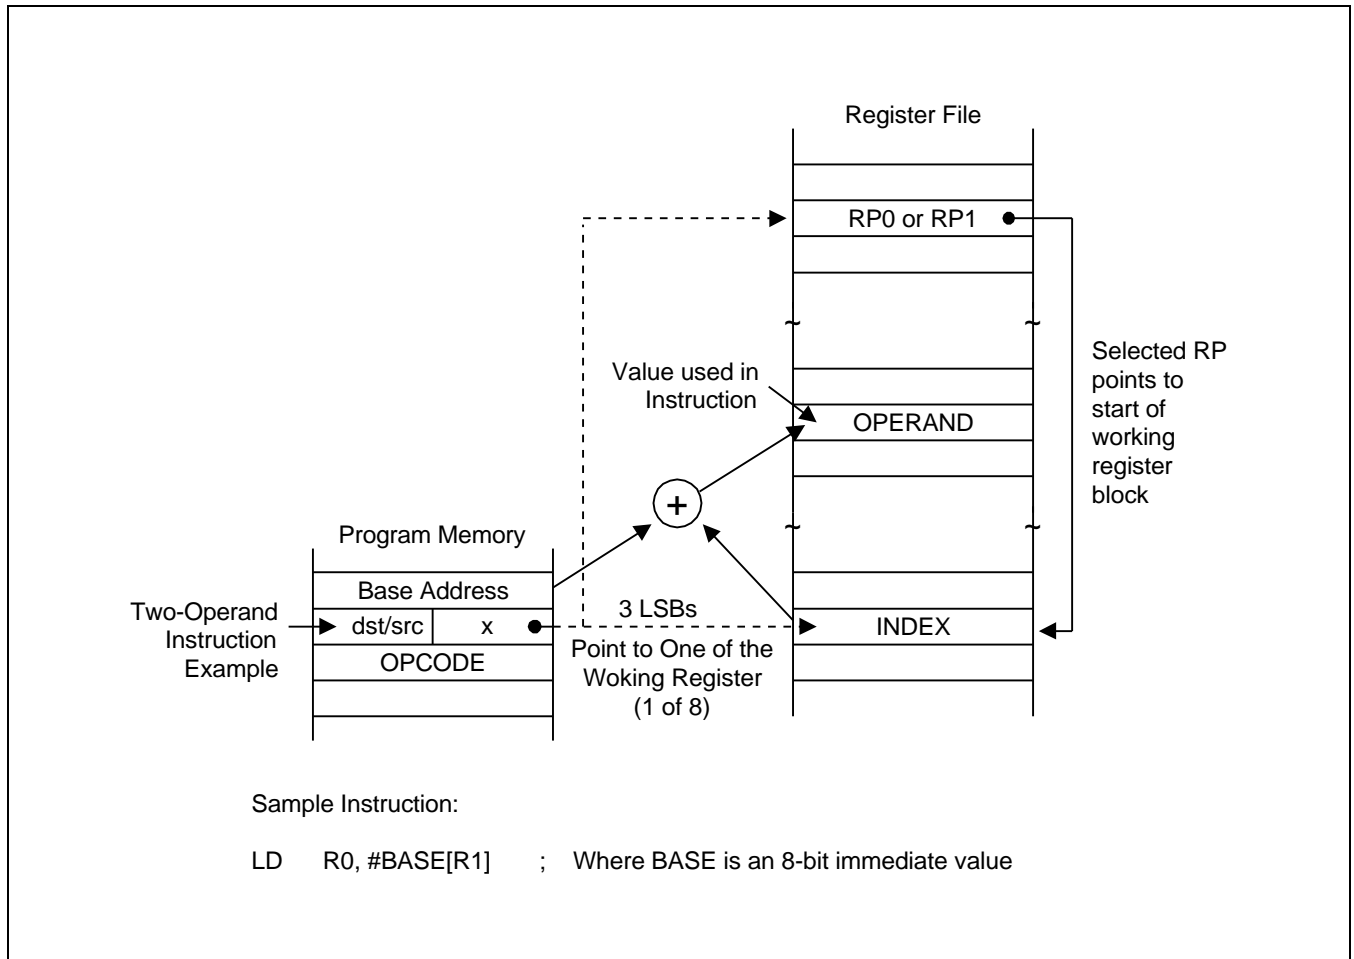 Register File
RP0 or RP1
Selected RP
points to
start of
working
register
block
Value used in
Instruction
OPERAND
+
Program Memory
Base Address
Two-Operand
Instruction
Example
dst/src
x
OPCODE
3 LSBs
Point to One of the
Woking Register
(1 of 8)
INDEX
Sample Instruction:
LD R0, #BASE[R1] ; Where BASE is an 8-bit immediate value